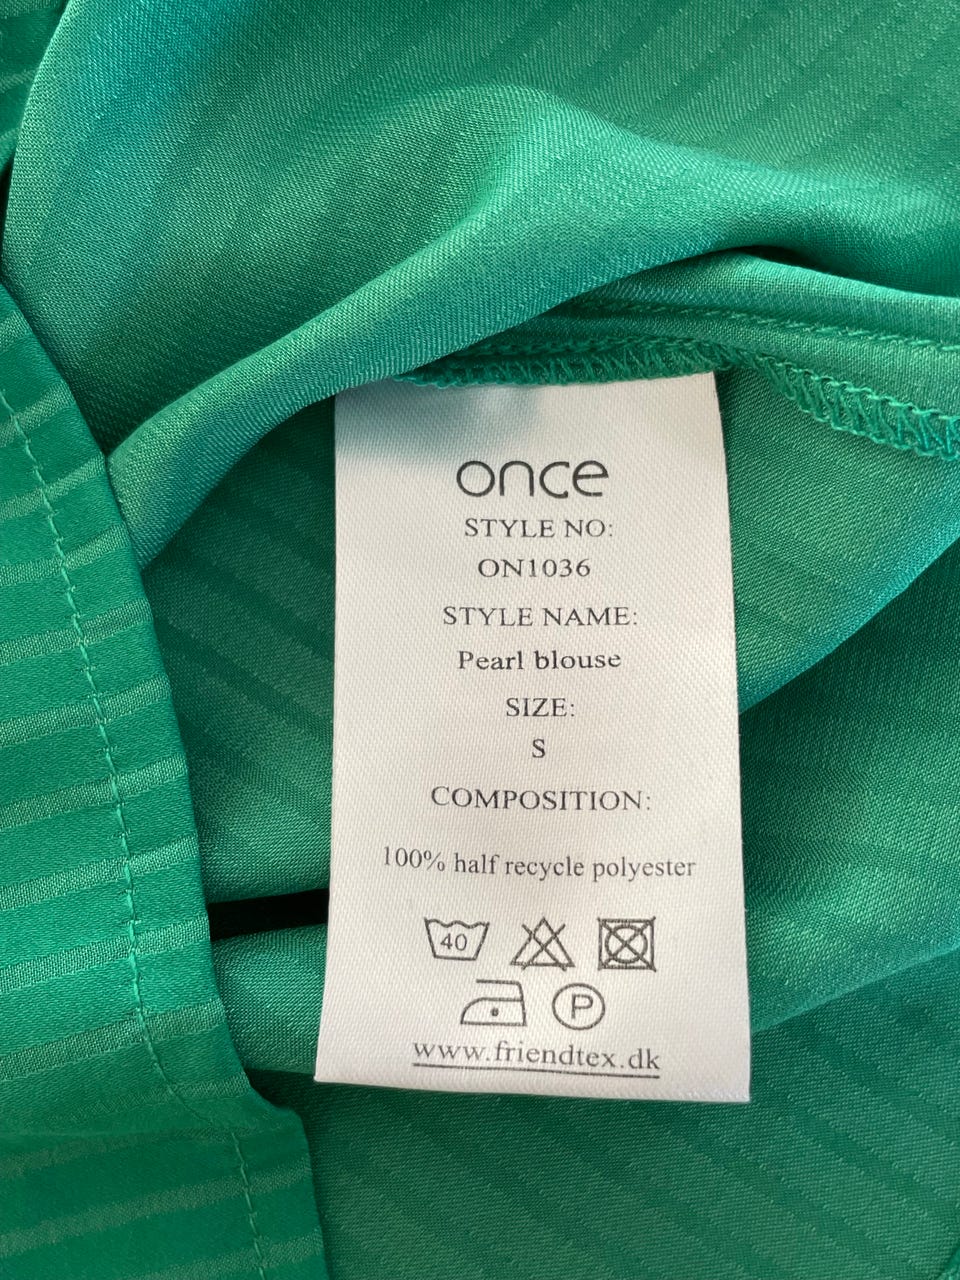 once
STYLE NO:
ON1036
STYLE NAME:
Pearl blouse
SIZE:
S
COMPOSITION:
100% half recycle polyester
40
P
www.friendtex.dk